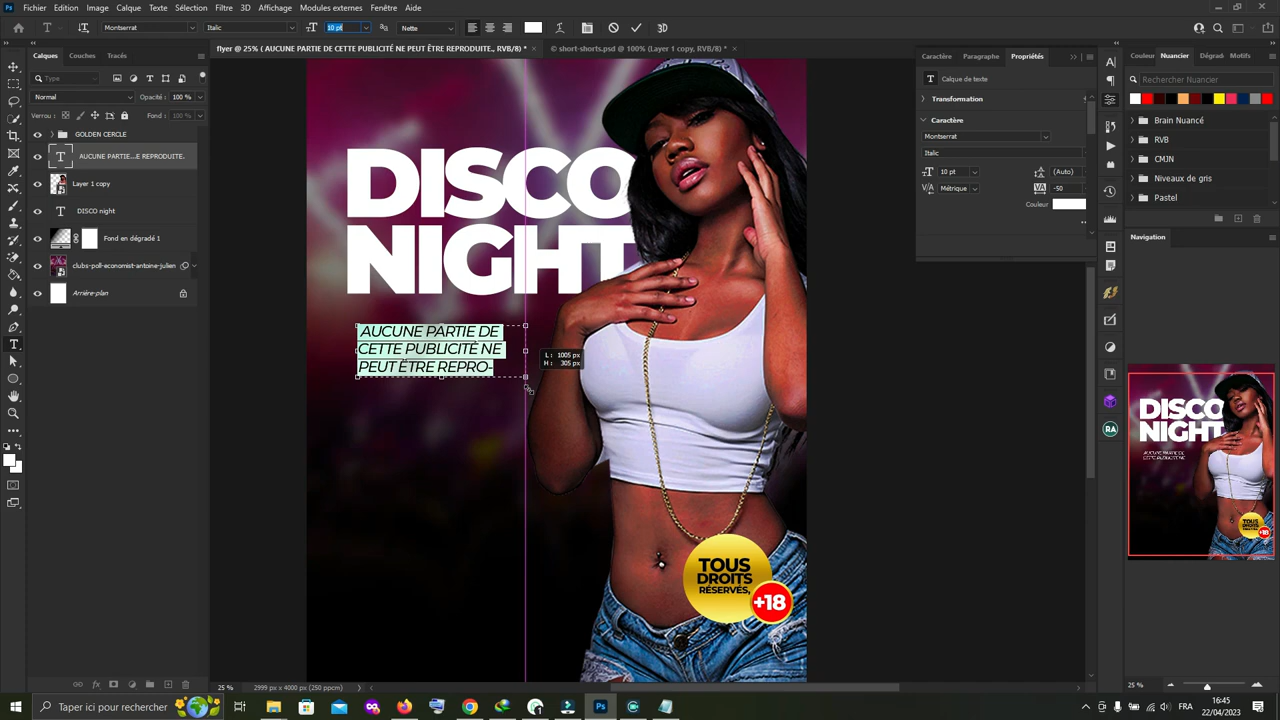 Fichier Edition Image Calque Texte Sélection Filtre 3D Affichage Modules externes Fenêtre Aide
Montserrat Italic 10 pt Nette 3D
flyer @ 25% ( AUCUNE PARTIE DE CETTE PUBLICITÉ NE PEUT ÊTRE REPRODUITE., RVB/8) * × © short-shorts.psd @ 100% (Layer 1 copy, RVB/8) * ×
Calques Couches Tracés
Type
Normal Opacité : 100 %
Verrou : Fond : 100 %
GOLDEN CERCLE
AUCUNE PARTIE...E REPRODUITE.
Layer 1 copy
DISCO night
Fond en dégradé 1
clubs-poll-economist-antoine-julien
Arrière-plan
DISCO
NIGHT
AUCUNE PARTIE DE
CETTE PUBLICITÉ NE
PEUT ÊTRE REPRO-
L : 1005 px
H : 305 px
TOUS
DROITS
RÉSERVÉS,
+18
Caractère Paragraphe Propriétés
Calque de texte
Transformation
Caractère
Montserrat
Italic
10 pt (Auto)
Métrique -50
Couleur
Couleur Nuancier Dégrad Motifs
Rechercher Nuancier
Brain Nuancé
RVB
CMJN
Niveaux de gris
Pastel
Navigation
DISCO
NIGHT
25 %
25 % 2999 px x 4000 px (250 ppcm)
Taper ici pour rechercher
Ps
RA
FRA
16:45
22/04/2023